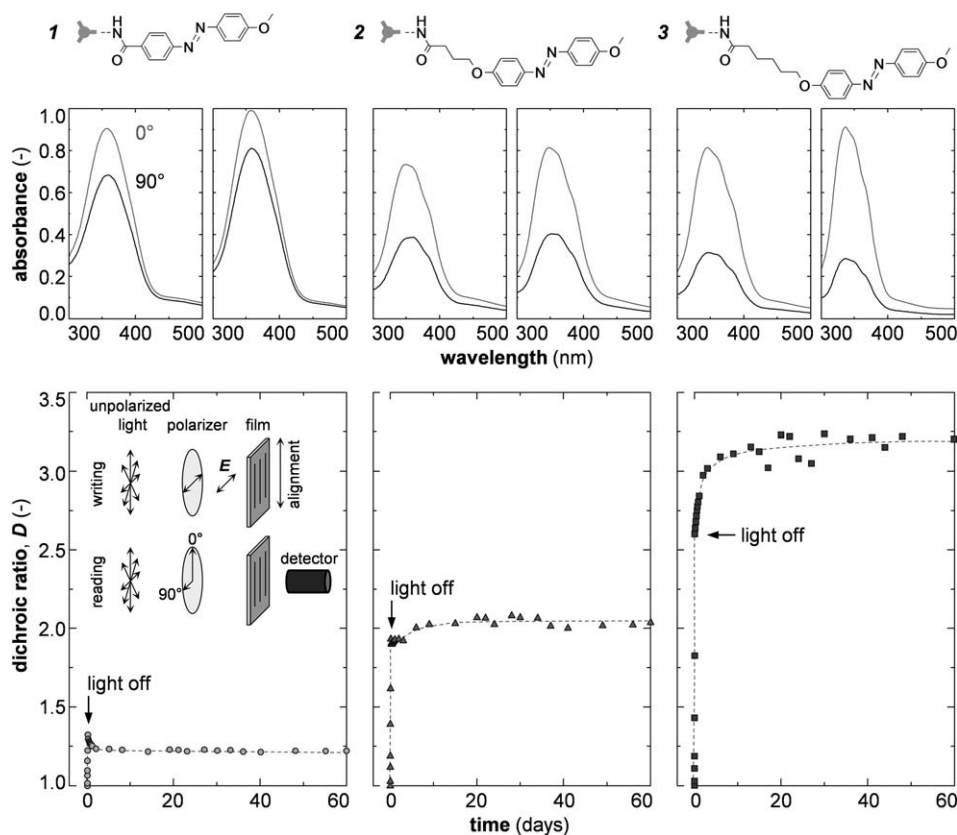 1
NH
O
N
N
O
2
NH
O
O
N
N
O
3
NH
O
O
N
N
O
absorbance (-)
1.0
0.8
0.6
0.4
0.2
0.0
0°
90°
300 400 500
300 400 500
300 400 500
300 400 500
300 400 500
300 400 500
wavelength (nm)
dichroic ratio, D (-)
3.5
3.0
2.5
2.0
1.5
1.0
unpolarized
light polarizer film
E
writing
alignment
reading
0°
90°
detector
light off
light off
light off
0 20 40 60
0 20 40 60
0 20 40 60
time (days)